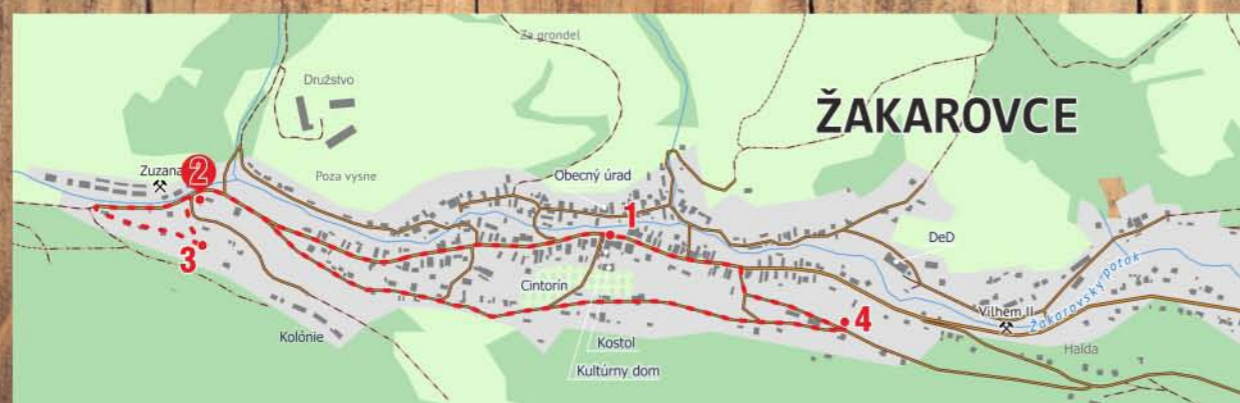 Za grondel
Družstvo
ŽAKAROVCE
Zuzana
2
Poza vysne
Obecný úrad
1
DeD
3
Cintorín
4
Vilhem II
Žakarovský potok
Kolónie
Kostol
Halda
Kultúrny dom